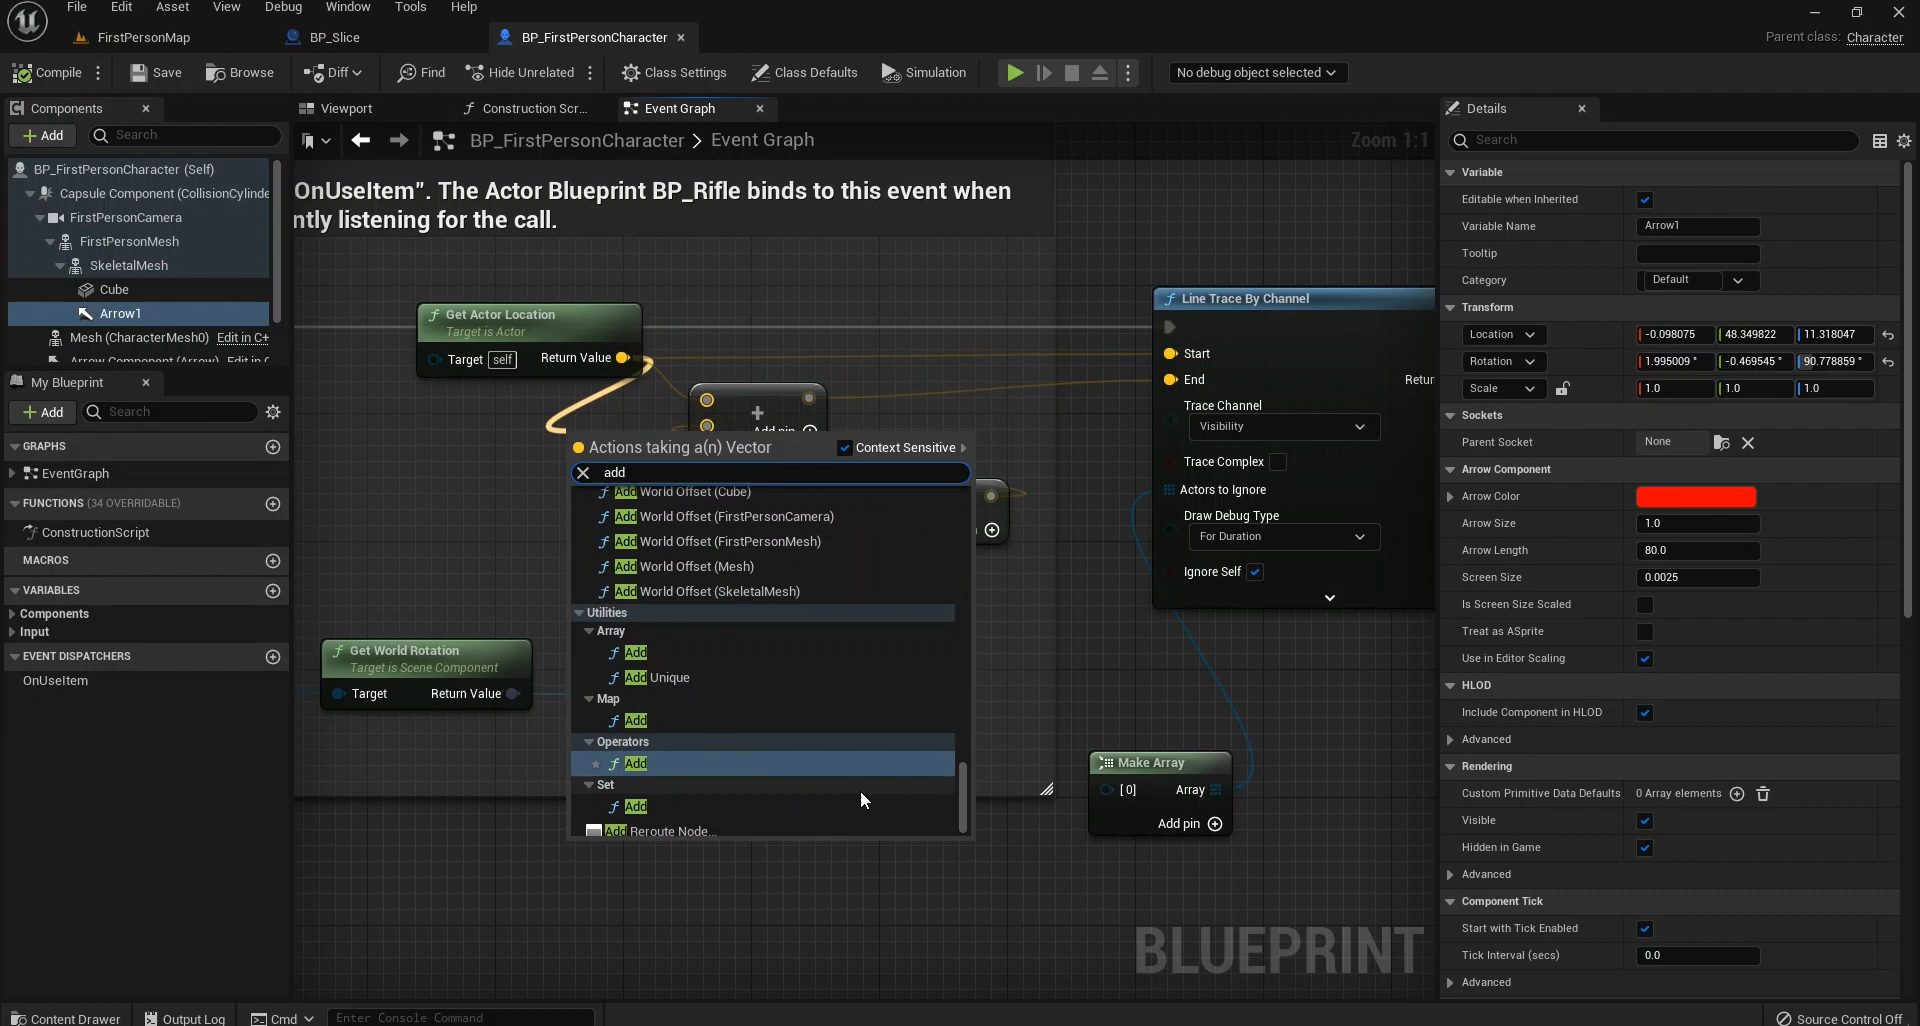 File Edit Asset View Debug Window Tools Help
FirstPersonMap BP_Slice BP_FirstPersonCharacter
Parent class: Character
Compile Save Browse Diff Find Hide Unrelated Class Settings Class Defaults Simulation No debug object selected
Components Viewport Construction Scr... Event Graph Details
Add Search
BP_FirstPersonCharacter > Event Graph
Zoom 1:1
Search
BP_FirstPersonCharacter (Self)
Capsule Component (CollisionCylinde
FirstPersonCamera
FirstPersonMesh
SkeletalMesh
Cube
Arrow1
Mesh (CharacterMesh0) Edit in C+
Arrow Component (Arrow) Edit in C
My Blueprint
Add Search
GRAPHS
EventGraph
FUNCTIONS (34 OVERRIDABLE)
ConstructionScript
MACROS
VARIABLES
Components
Input
EVENT DISPATCHERS
OnUseItem
OnUseItem". The Actor Blueprint BP_Rifle binds to this event when
ntly listening for the call.
Get Actor Location
Target is Actor
Target self Return Value
Add pin
Line Trace By Channel
Start
End
Retur
Trace Channel
Visibility
Trace Complex
Actors to Ignore
Draw Debug Type
For Duration
Ignore Self
Actions taking a(n) Vector Context Sensitive
add
Add World Offset (Cube)
Add World Offset (FirstPersonCamera)
Add World Offset (FirstPersonMesh)
Add World Offset (Mesh)
Add World Offset (SkeletalMesh)
Utilities
Array
Add
Add Unique
Map
Add
Operators
Add
Set
Add
Add Reroute Node...
Get World Rotation
Target is Scene Component
Target Return Value
Make Array
[0] Array
Add pin
BLUEPRINT
Variable
Editable when Inherited
Variable Name Arrow1
Tooltip
Category Default
Transform
Location -0.098075 48.349822 11.318047
Rotation 1.995009 ° -0.469545 ° 90.778859 °
Scale 1.0 1.0 1.0
Sockets
Parent Socket None
Arrow Component
Arrow Color
Arrow Size 1.0
Arrow Length 80.0
Screen Size 0.0025
Is Screen Size Scaled
Treat as ASprite
Use in Editor Scaling
HLOD
Include Component in HLOD
Advanced
Rendering
Custom Primitive Data Defaults 0 Array elements
Visible
Hidden in Game
Advanced
Component Tick
Start with Tick Enabled
Tick Interval (secs) 0.0
Advanced
Content Drawer Output Log Cmd Enter Console Command Source Control Off